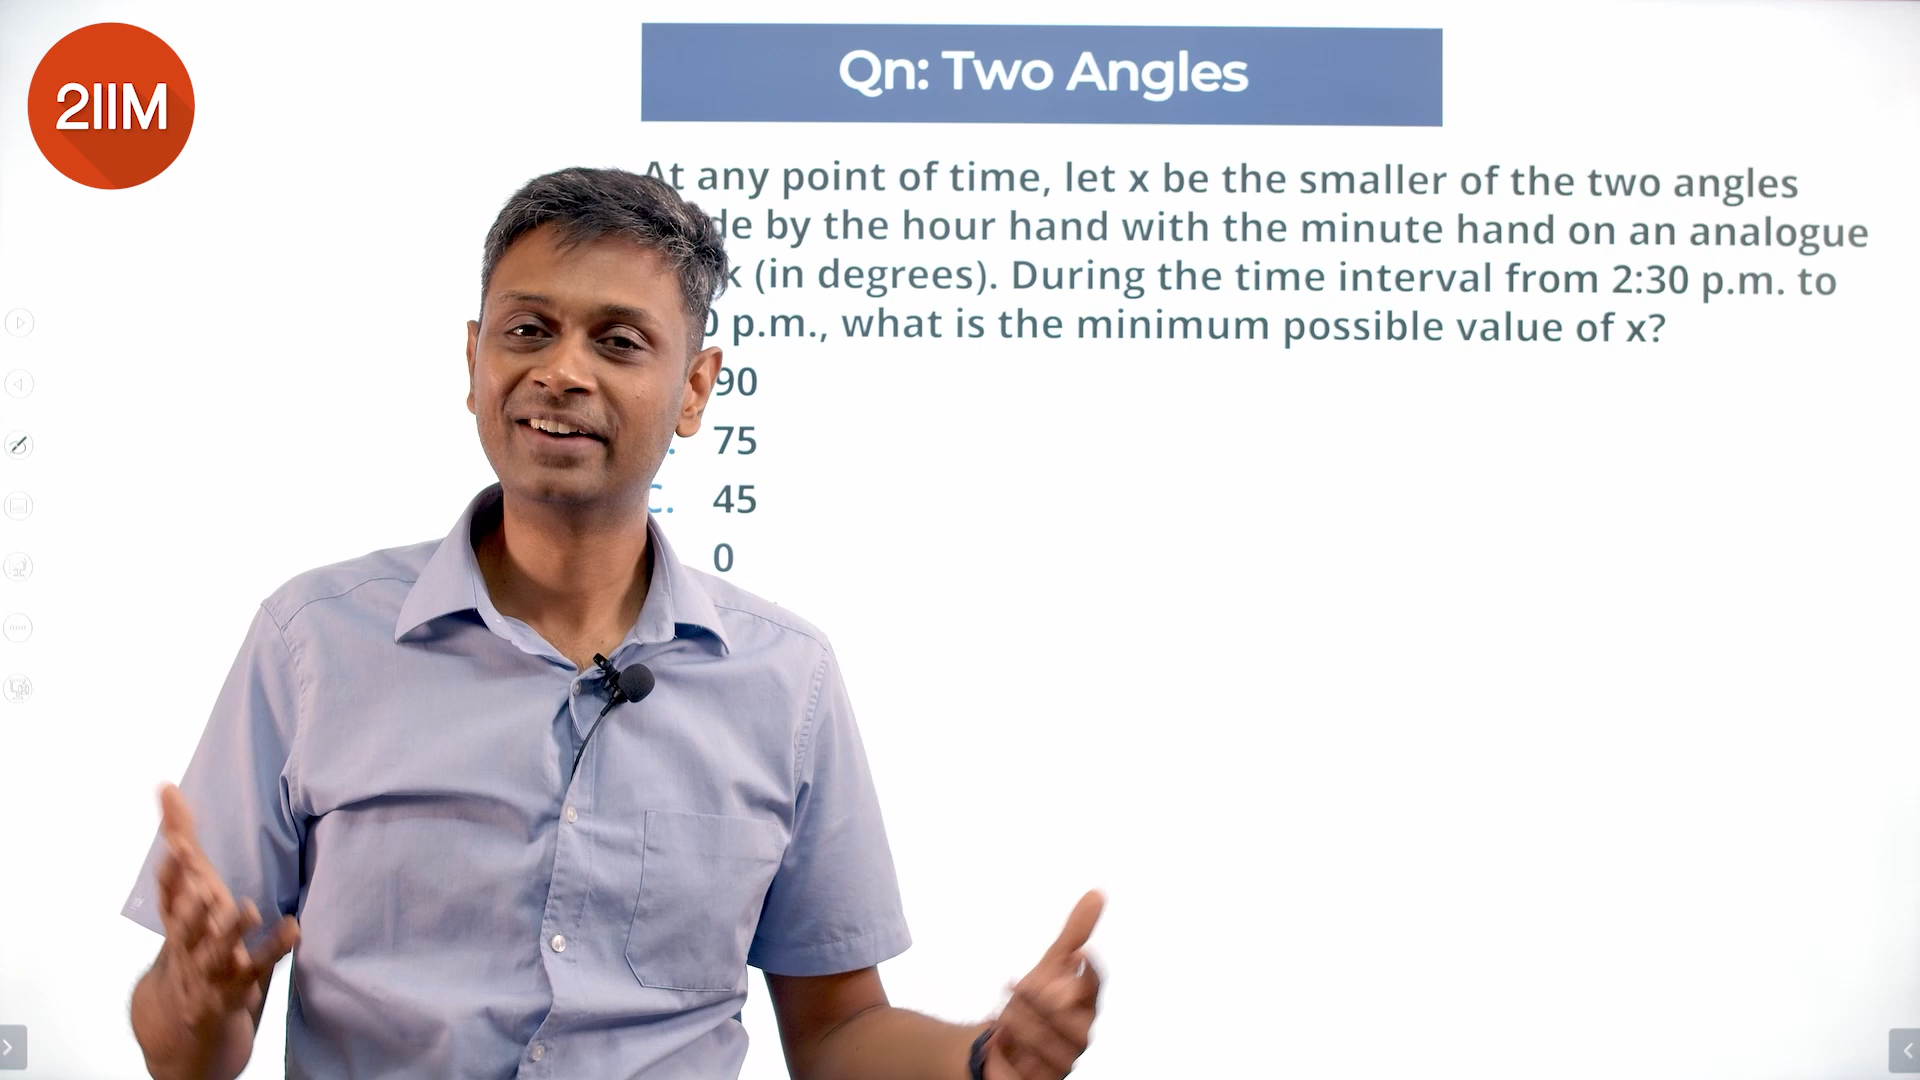 2IIM
Qn: Two Angles
At any point of time, let x be the smaller of the two angles
by the hour hand with the minute hand on an analogue
(in degrees). During the time interval from 2:30 p.m. to
p.m., what is the minimum possible value of x?
90
75
C. 45
0